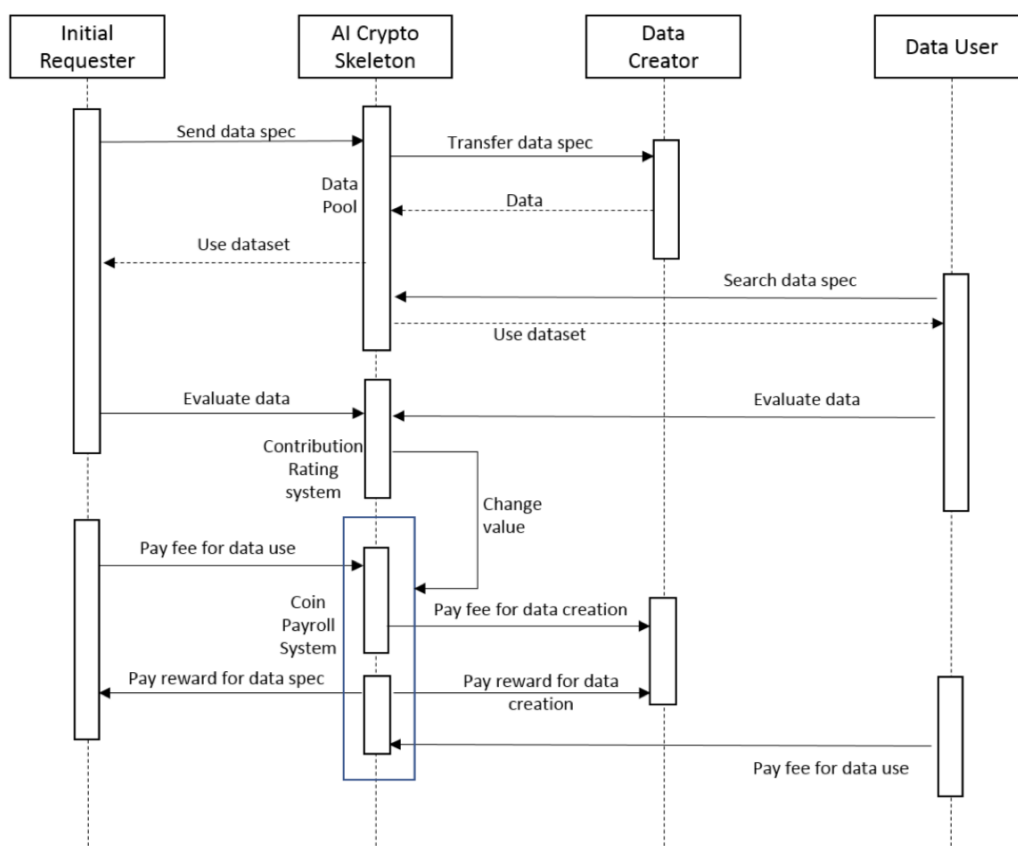 Initial
Requester
AI Crypto
Skeleton
Data
Creator
Data User
Send data spec
Transfer data spec
Data
Pool
Data
Use dataset
Search data spec
Use dataset
Evaluate data
Evaluate data
Contribution
Rating
system
Change
value
Pay fee for data use
Coin
Payroll
System
Pay fee for data creation
Pay reward for data spec
Pay reward for data
creation
Pay fee for data use